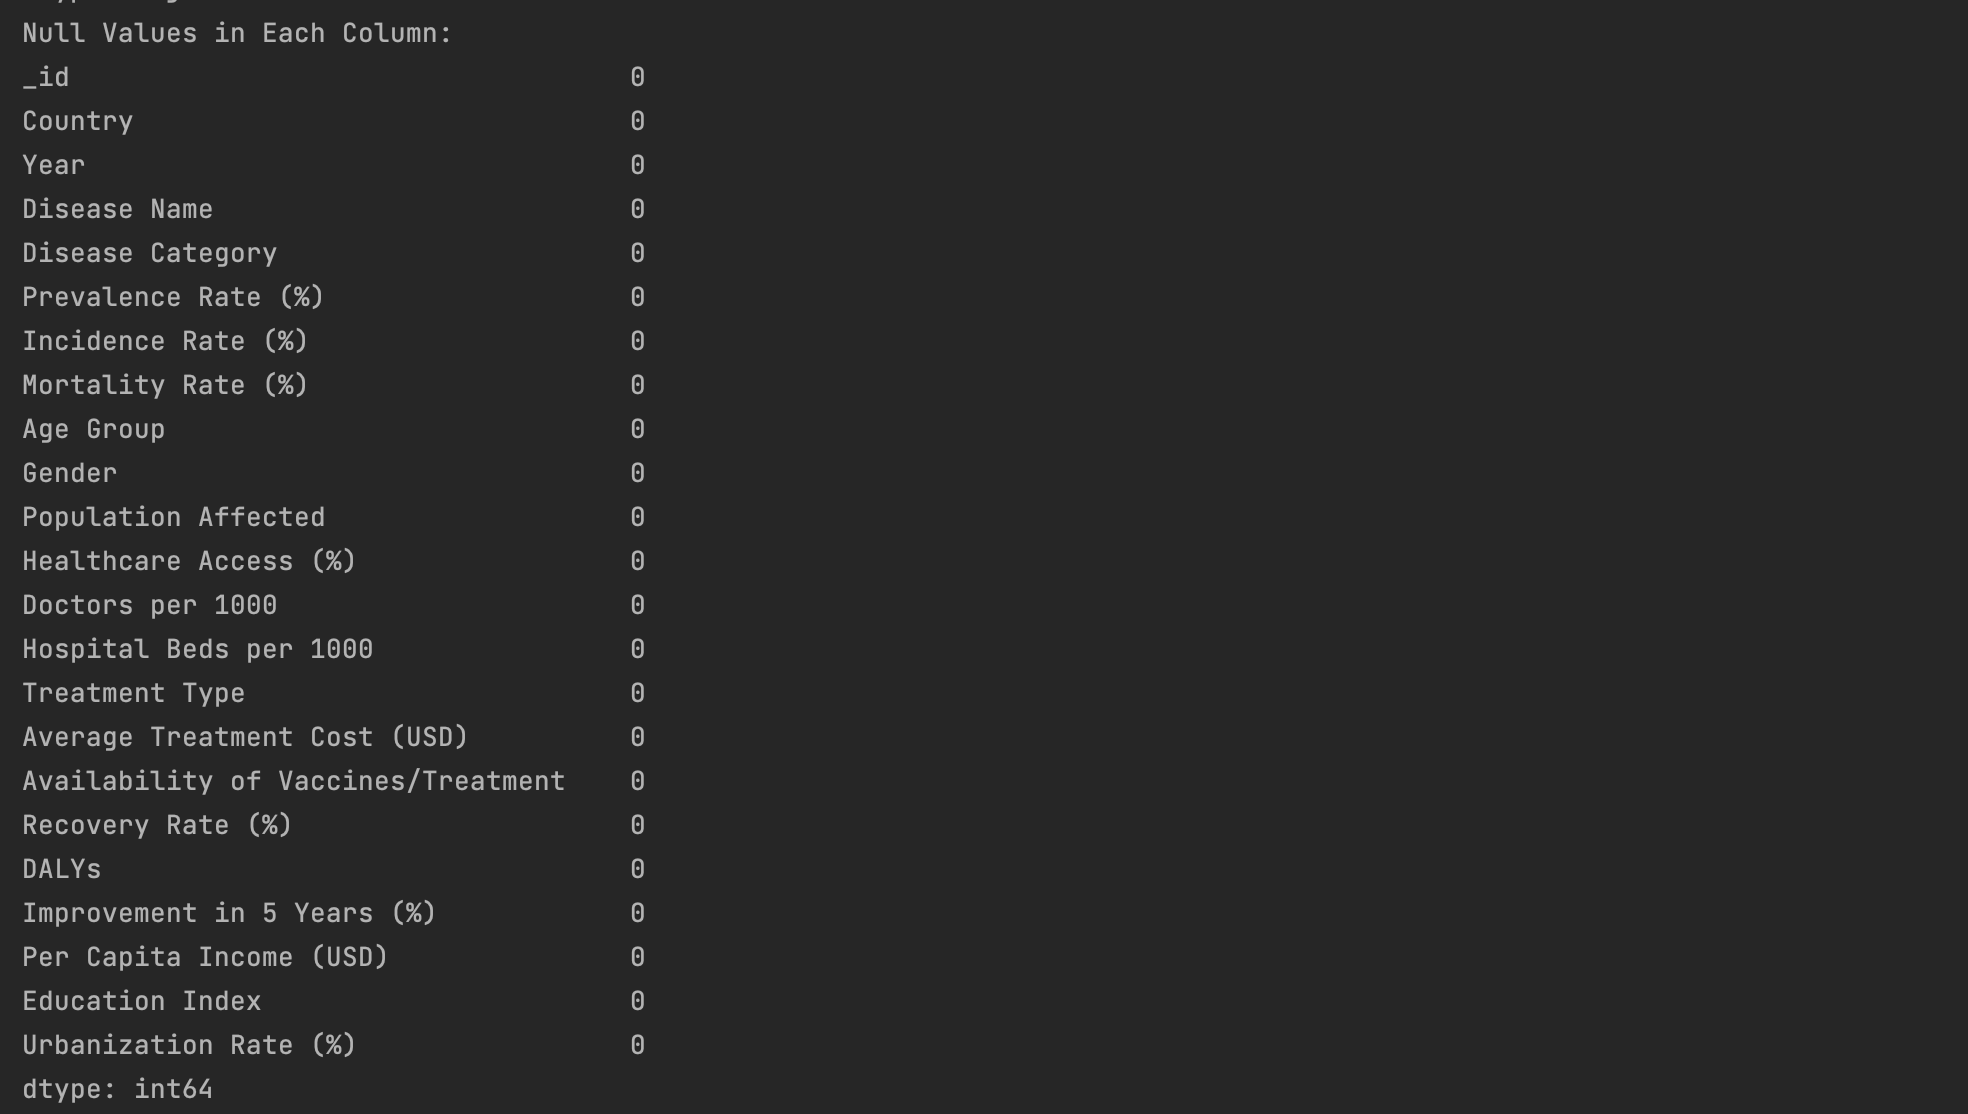 Null Values in Each Column:
_id 0
Country 0
Year 0
Disease Name 0
Disease Category 0
Prevalence Rate (%) 0
Incidence Rate (%) 0
Mortality Rate (%) 0
Age Group 0
Gender 0
Population Affected 0
Healthcare Access (%) 0
Doctors per 1000 0
Hospital Beds per 1000 0
Treatment Type 0
Average Treatment Cost (USD) 0
Availability of Vaccines/Treatment 0
Recovery Rate (%) 0
DALYs 0
Improvement in 5 Years (%) 0
Per Capita Income (USD) 0
Education Index 0
Urbanization Rate (%) 0
dtype: int64